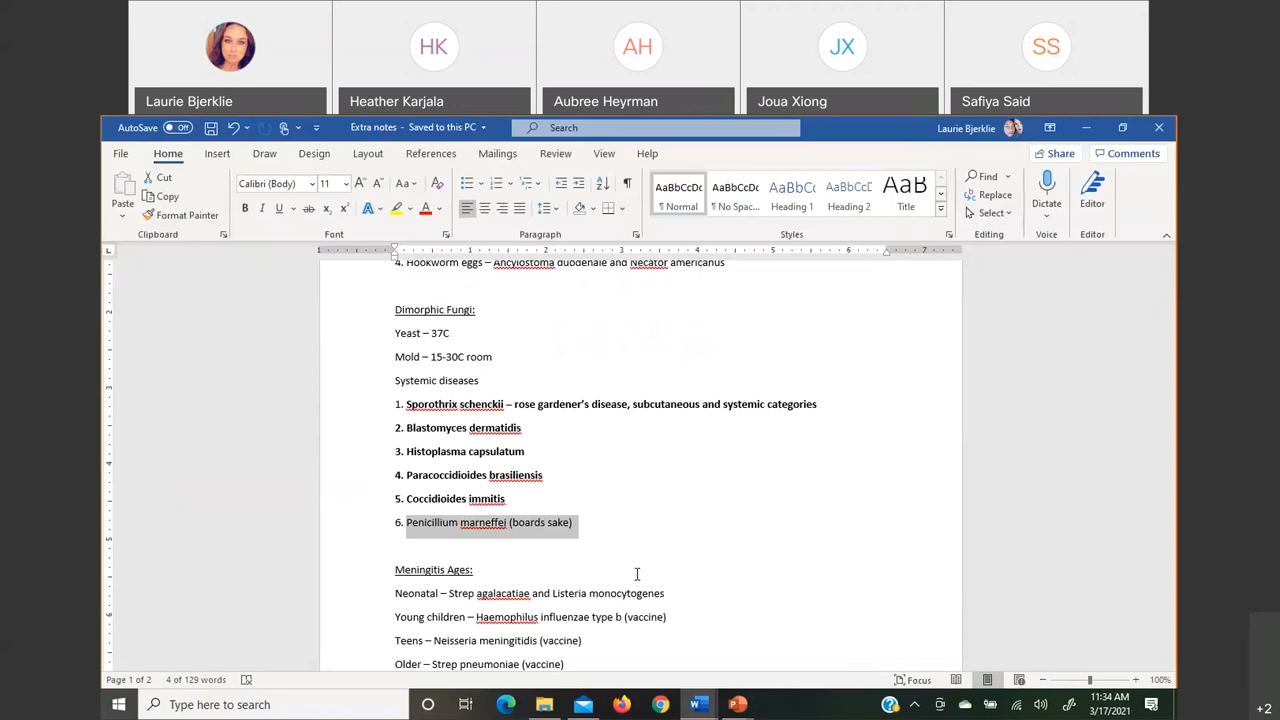 HK
AH
JX
SS
Laurie Bjerklie
Heather Karjala
Aubree Heyrman
Joua Xiong
Safiya Said
AutoSave Off
Extra notes - Saved to this PC
Search
Laurie Bjerklie
File Home Insert Draw Design Layout References Mailings Review View Help
Share
Comments
Paste
Cut
Copy
Format Painter
Clipboard
Calibri (Body) 11
Font
Paragraph
AaBbCcDc
¶ Normal
AaBbCcDc
¶ No Spac...
AaBbCc
Heading 1
AaBbCcD
Heading 2
AaB
Title
Styles
Find
Replace
Select
Editing
Dictate
Voice
Editor
Editor
4. Hookworm eggs – Ancylostoma duodenale and Necator americanus
Dimorphic Fungi:
Yeast – 37C
Mold – 15-30C room
Systemic diseases
1. Sporothrix schenckii – rose gardener's disease, subcutaneous and systemic categories
2. Blastomyces dermatidis
3. Histoplasma capsulatum
4. Paracoccidioides brasiliensis
5. Coccidioides immitis
6. Penicillium marneffei (boards sake)
Meningitis Ages:
Neonatal – Strep agalacatiae and Listeria monocytogenes
Young children – Haemophilus influenzae type b (vaccine)
Teens – Neisseria meningitidis (vaccine)
Older – Strep pneumoniae (vaccine)
Page 1 of 2 4 of 129 words
Focus
100%
Type here to search
11:34 AM
3/17/2021
+2